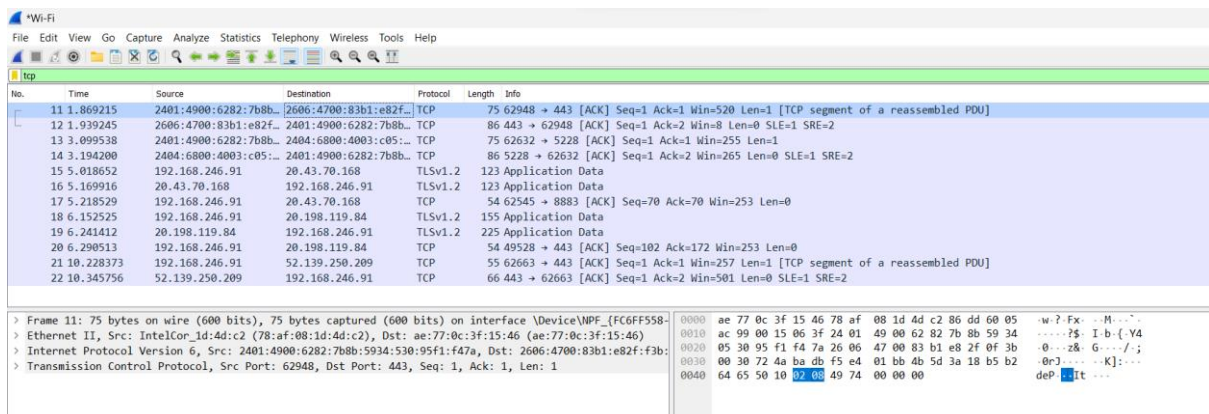 *Wi-Fi
File Edit View Go Capture Analyze Statistics Telephony Wireless Tools Help
tcp
No. Time Source Destination Protocol Length Info
11 1.869215 2401:4900:6282:7b8b… 2606:4700:83b1:e82f… TCP 75 62948 → 443 [ACK] Seq=1 Ack=1 Win=520 Len=1 [TCP segment of a reassembled PDU]
12 1.939245 2606:4700:83b1:e82f… 2401:4900:6282:7b8b… TCP 86 443 → 62948 [ACK] Seq=1 Ack=2 Win=8 Len=0 SLE=1 SRE=2
13 3.099538 2401:4900:6282:7b8b… 2404:6800:4003:c05:… TCP 75 62632 → 5228 [ACK] Seq=1 Ack=1 Win=255 Len=1
14 3.194200 2404:6800:4003:c05:… 2401:4900:6282:7b8b… TCP 86 5228 → 62632 [ACK] Seq=1 Ack=2 Win=265 Len=0 SLE=1 SRE=2
15 5.018652 192.168.246.91 20.43.70.168 TLSv1.2 123 Application Data
16 5.169916 20.43.70.168 192.168.246.91 TLSv1.2 123 Application Data
17 5.218529 192.168.246.91 20.43.70.168 TCP 54 62545 → 8883 [ACK] Seq=70 Ack=70 Win=253 Len=0
18 6.152525 192.168.246.91 20.198.119.84 TLSv1.2 155 Application Data
19 6.241412 20.198.119.84 192.168.246.91 TLSv1.2 225 Application Data
20 6.290513 192.168.246.91 20.198.119.84 TCP 54 49528 → 443 [ACK] Seq=102 Ack=172 Win=253 Len=0
21 10.228373 192.168.246.91 52.139.250.209 TCP 55 62663 → 443 [ACK] Seq=1 Ack=1 Win=257 Len=1 [TCP segment of a reassembled PDU]
22 10.345756 52.139.250.209 192.168.246.91 TCP 66 443 → 62663 [ACK] Seq=1 Ack=2 Win=501 Len=0 SLE=1 SRE=2
> Frame 11: 75 bytes on wire (600 bits), 75 bytes captured (600 bits) on interface \Device\NPF_{FC6FF558-
> Ethernet II, Src: IntelCor_1d:4d:c2 (78:af:08:1d:4d:c2), Dst: ae:77:0c:3f:15:46 (ae:77:0c:3f:15:46)
> Internet Protocol Version 6, Src: 2401:4900:6282:7b8b:5934:530:95f1:f47a, Dst: 2606:4700:83b1:e82f:f3b:
> Transmission Control Protocol, Src Port: 62948, Dst Port: 443, Seq: 1, Ack: 1, Len: 1
0000 ae 77 0c 3f 15 46 78 af 08 1d 4d c2 86 dd 60 05 ·w·?·Fx· ··M···`·
0010 ac 99 00 15 06 3f 24 01 49 00 62 82 7b 8b 59 34 ·····?$· I·b·{·Y4
0020 05 30 95 f1 f4 7a 26 06 47 00 83 b1 e8 2f 0f 3b ·0···z&· G····/·;
0030 00 30 72 4a ba db f5 e4 01 bb 4b 5d 3a 18 b5 b2 ·0rJ···· ··K]:···
0040 64 65 50 10 02 08 49 74 00 00 00 deP···It ···